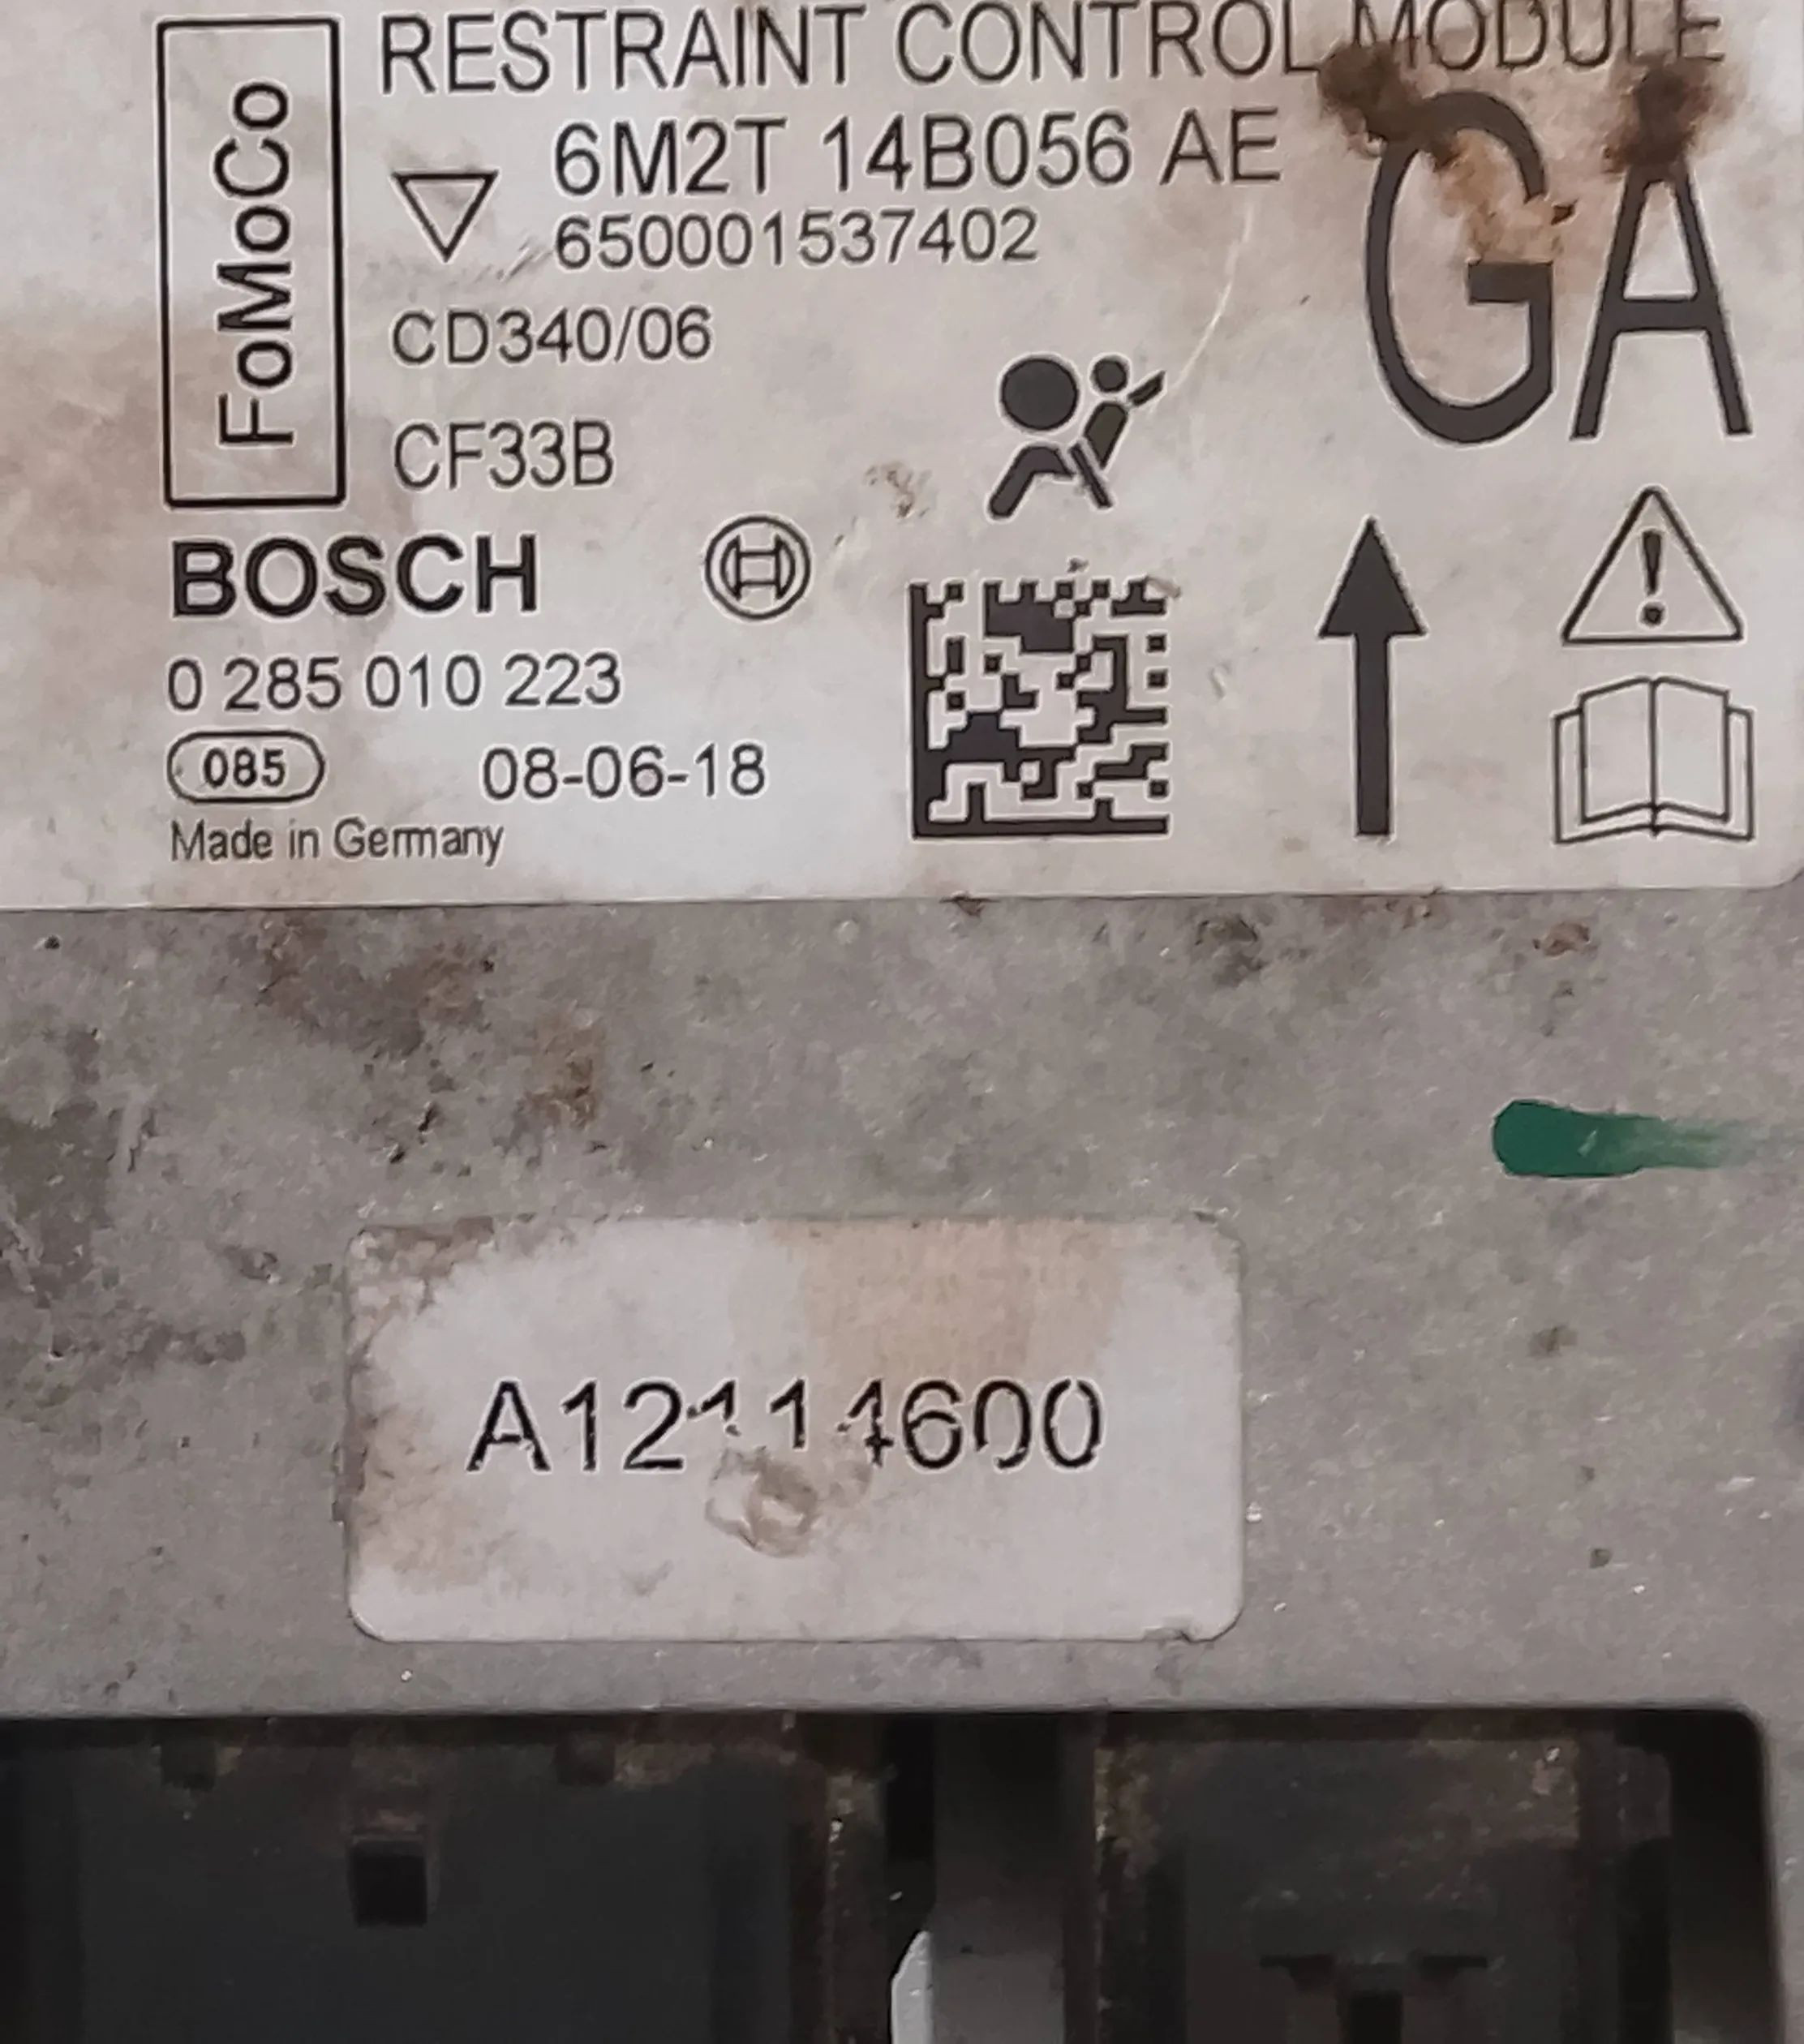 RESTRAINT CONTROL MODULE
FoMoCo
6M2T 14B056 AE
GA
650001537402
CD340/06
CF33B
BOSCH
0 285 010 223
085 08-06-18
Made in Germany